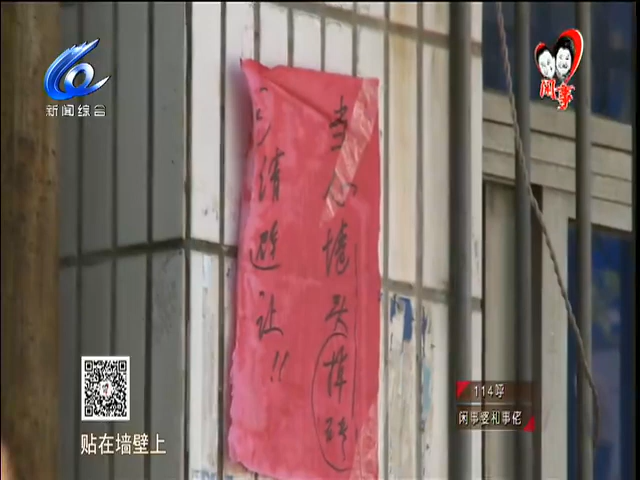 新闻综合
闲事
当心墙头掉砖
请避让!!
114呼
闲事婆和事佬
贴在墙壁上